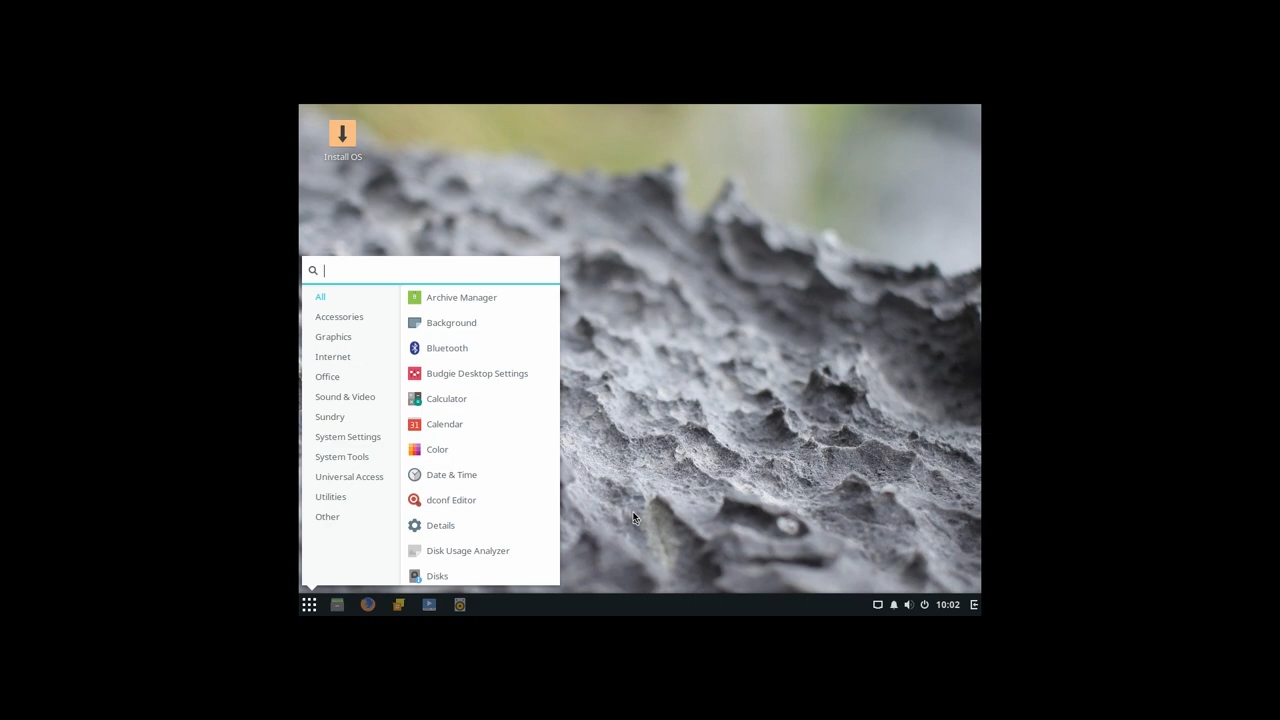 Install OS
All
Accessories
Graphics
Internet
Office
Sound & Video
Sundry
System Settings
System Tools
Universal Access
Utilities
Other
Archive Manager
Background
Bluetooth
Budgie Desktop Settings
Calculator
Calendar
31
Color
Date & Time
dconf Editor
Details
Disk Usage Analyzer
Disks
10:02